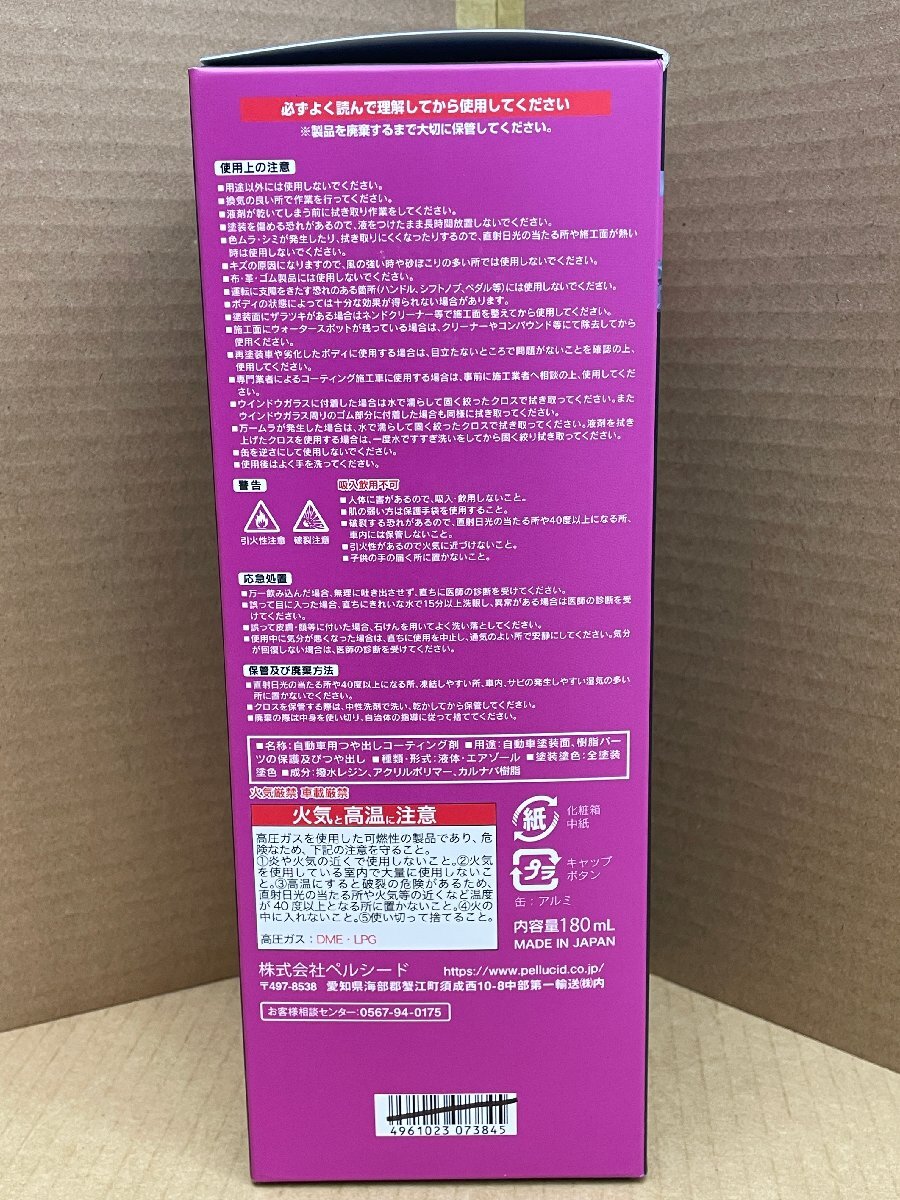 必ずよく読んで理解してから使用してください
※製品を廃棄するまで大切に保管してください。
使用上の注意
■用途以外には使用しないでください。
■換気の良い所で作業を行ってください。
■液剤が乾いてしまう前に拭き取り作業をしてください。
■塗装を傷める恐れがあるので、液をつけたまま長時間放置しないでください。
■色ムラ・シミが発生したり、拭き取りにくくなったりするので、直射日光の当たる所や施工面が熱い
時は使用しないでください。
■キズの原因になりますので、風の強い時や砂ぼこりの多い所では使用しないでください。
■布・革・ゴム製品には使用しないでください。
■運転に支障をきたす恐れのある箇所(ハンドル、シフトノブ、ペダル等)には使用しないでください。
■ボディの状態によっては十分な効果が得られない場合があります。
■塗装面にザラツキがある場合はネンドクリーナー等で施工面を整えてから使用してください。
■施工面にウォータースポットが残っている場合は、クリーナーやコンパウンド等にて除去してから
使用ください。
■再塗装車や劣化したボディに使用する場合は、目立たないところで問題がないことを確認の上、
使用してください。
■専門業者によるコーティング施工車に使用する場合は、事前に施工業者へ相談の上、使用してくだ
さい。
■ウインドウガラスに付着した場合は水で濡らして固く絞ったクロスで拭き取ってください。また
ウインドウガラス周りのゴム部分に付着した場合も同様に拭き取ってください。
■万一ムラが発生した場合は、水で濡らして固く絞ったクロスで拭き取ってください。液剤を拭き
上げたクロスを使用する場合は、一度水ですすぎ洗いをしてから固く絞り拭き取ってください。
■缶を逆さにして使用しないでください。
■使用後はよく手を洗ってください。
警告
吸入飲用不可
■人体に害があるので、吸入・飲用しないこと。
■肌の弱い方は保護手袋を使用すること。
■破裂する恐れがあるので、直射日光の当たる所や40度以上になる所、
車内には保管しないこと。
■引火性があるので火気に近づけないこと。
■子供の手の届く所に置かないこと。
引火性注意 破裂注意
応急処置
■万一飲み込んだ場合、無理に吐き出させず、直ちに医師の診断を受けてください。
■誤って目に入った場合、直ちにきれいな水で15分以上洗眼し、異常がある場合は医師の診断を受
けてください。
■誤って皮膚・顔等に付いた場合、石けんを用いてよく洗い落としてください。
■使用中に気分が悪くなった場合は、直ちに使用を中止し、通気のよい所で安静にしてください。気分
が回復しない場合は、医師の診断を受けてください。
保管及び廃棄方法
■直射日光の当たる所や40度以上になる所、凍結しやすい所、車内、サビの発生しやすい湿気の多い
所に置かないでください。
■クロスを保管する際は、中性洗剤で洗い、乾かしてから保管してください。
■廃棄の際は中身を使い切り、自治体の指導に従って捨ててください。
■名称:自動車用つや出しコーティング剤 ■用途:自動車塗装面、樹脂パー
ツの保護及びつや出し ■種類・形式:液体・エアゾール ■塗装塗色:全塗装
塗色 ■成分:撥水レジン、アクリルポリマー、カルナバ樹脂
火気厳禁 車載厳禁
火気と高温に注意
高圧ガスを使用した可燃性の製品であり、危
険なため、下記の注意を守ること。
①炎や火気の近くで使用しないこと。②火気
を使用している室内で大量に使用しないこ
と。③高温にすると破裂の危険があるため、
直射日光の当たる所や火気等の近くなど温度
が40度以上となる所に置かないこと。④火の
中に入れないこと。⑤使い切って捨てること。
高圧ガス:DME・LPG
紙
化粧箱
中紙
プラ
キャップ
ボタン
缶:アルミ
内容量180mL
MADE IN JAPAN
株式会社ペルシード https://www.pellucid.co.jp/
〒497-8538 愛知県海部郡蟹江町須成西10-8中部第一輸送㈱内
お客様相談センター:0567-94-0175
4961023 073845